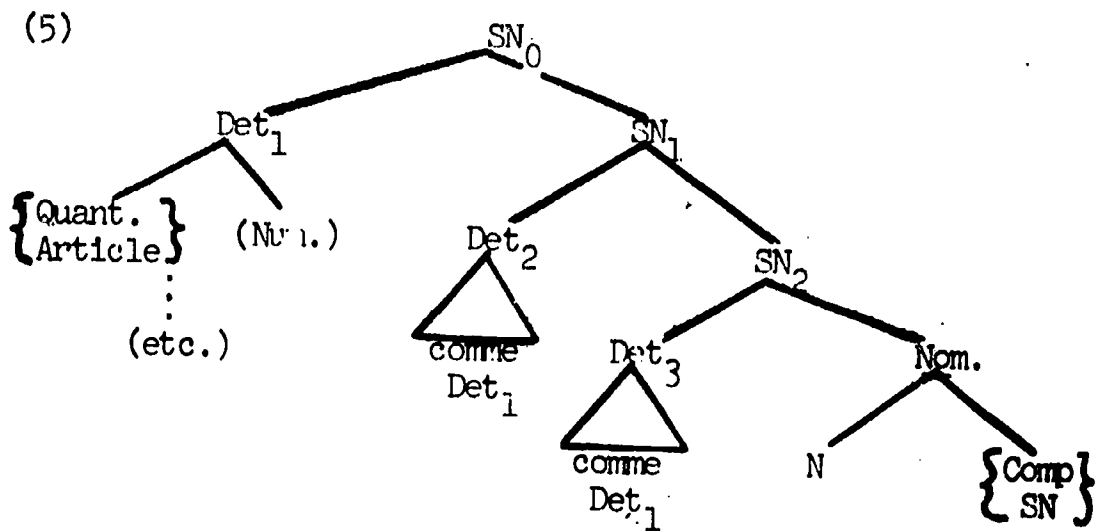 (5)
SN0
Det1
SN1
{Quant.
Article}
(Num.)
Det2
SN2
(etc.)
comme
Det1
Det3
Nom.
comme
Det1
N
{Comp
SN}